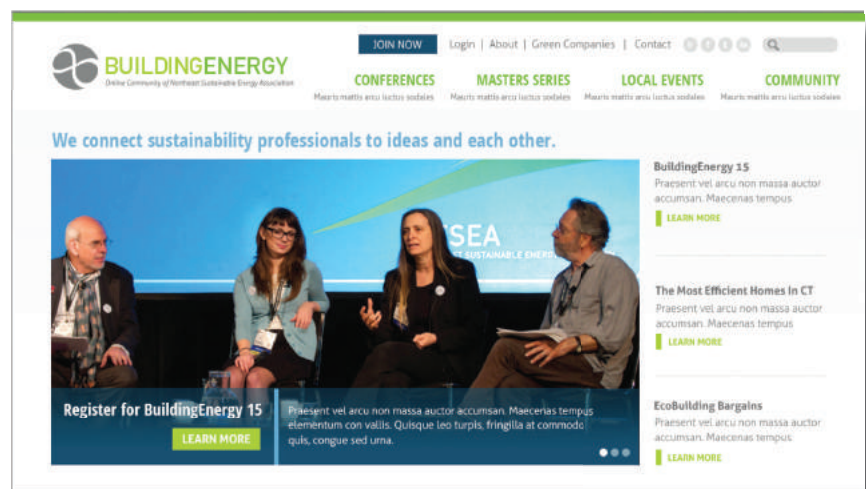 JOIN NOW
Login | About | Green Companies | Contact
BUILDINGENERGY
Online Community of Northeast Sustainable Energy Association
CONFERENCES
Mauris mattis arcu luctus sodales
MASTERS SERIES
Mauris mattis arcu luctus sodales
LOCAL EVENTS
Mauris mattis arcu luctus sodales
COMMUNITY
Mauris mattis arcu luctus sodales
We connect sustainability professionals to ideas and each other.
SEA
ST SUSTAINABLE ENERG
Register for BuildingEnergy 15
LEARN MORE
Praesent vel arcu non massa auctor accumsan. Maecenas tempus
elementum con vallis. Quisque leo turpis, fringilla at commodo
quis, congue sed urna.
BuildingEnergy 15
Praesent vel arcu non massa auctor
accumsan. Maecenas tempus
LEARN MORE
The Most Efficient Homes In CT
Praesent vel arcu non massa auctor
accumsan. Maecenas tempus
LEARN MORE
EcoBuilding Bargains
Praesent vel arcu non massa auctor
accumsan. Maecenas tempus
LEARN MORE